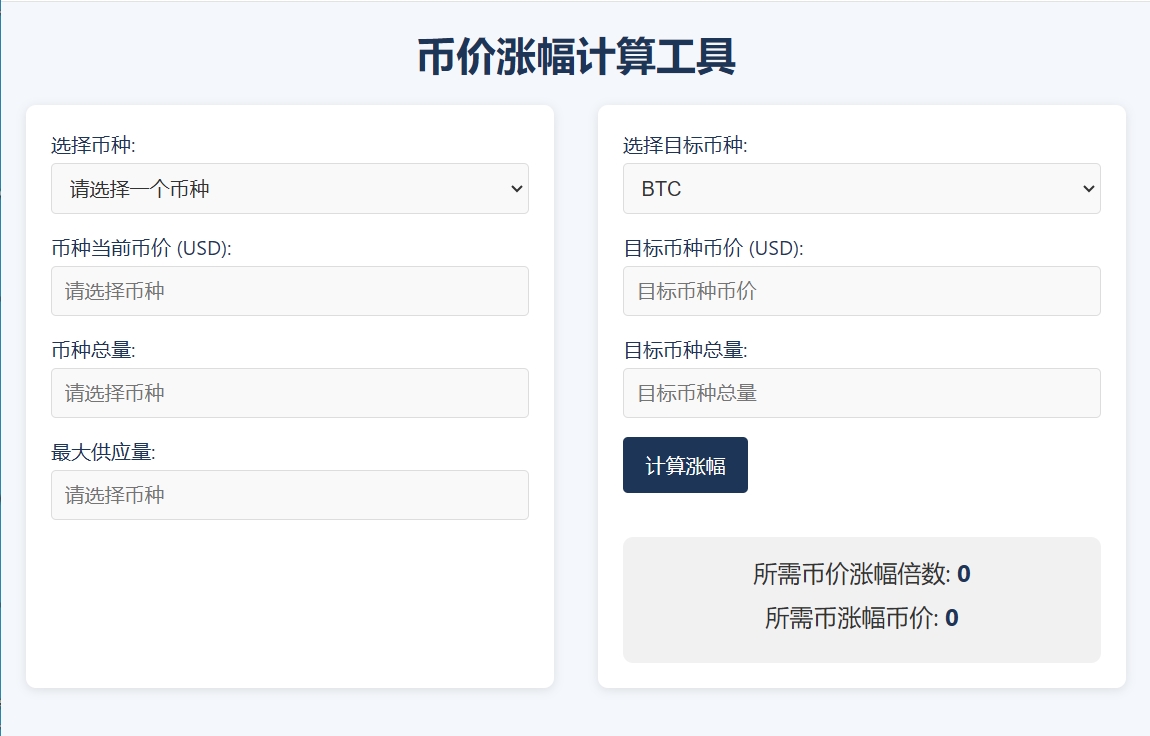 币价涨幅计算工具
选择币种:
请选择一个币种
币种当前币价 (USD):
请选择币种
币种总量:
请选择币种
最大供应量:
请选择币种
选择目标币种:
BTC
目标币种币价 (USD):
目标币种币价
目标币种总量:
目标币种总量
计算涨幅
所需币价涨幅倍数: 0
所需币涨幅币价: 0